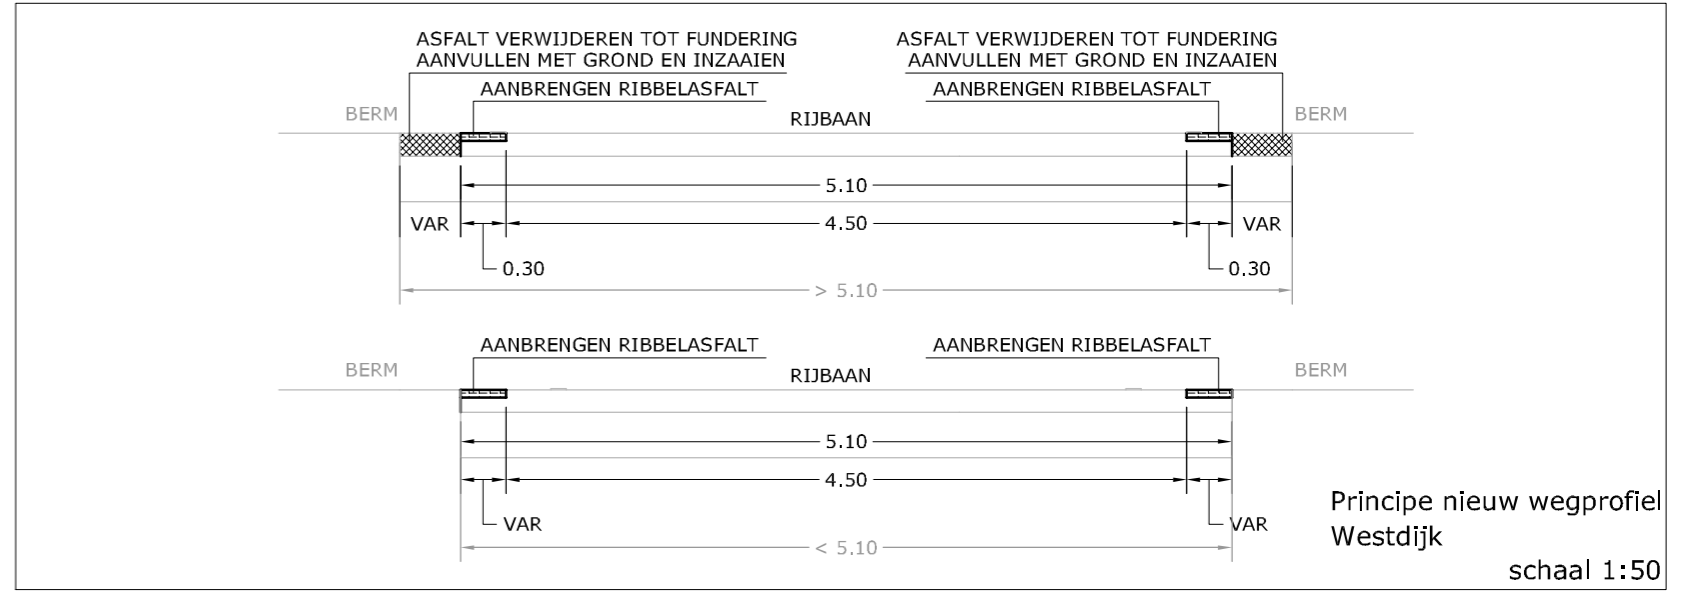 ASFALT VERWIJDEREN TOT FUNDERING
AANVULLEN MET GROND EN INZAAIEN
AANBRENGEN RIBBELASFALT
ASFALT VERWIJDEREN TOT FUNDERING
AANVULLEN MET GROND EN INZAAIEN
AANBRENGEN RIBBELASFALT
BERM
RIJBAAN
BERM
5.10
VAR
4.50
VAR
0.30
0.30
> 5.10
AANBRENGEN RIBBELASFALT
AANBRENGEN RIBBELASFALT
BERM
RIJBAAN
BERM
5.10
4.50
VAR
VAR
< 5.10
Principe nieuw wegprofiel
Westdijk
schaal 1:50